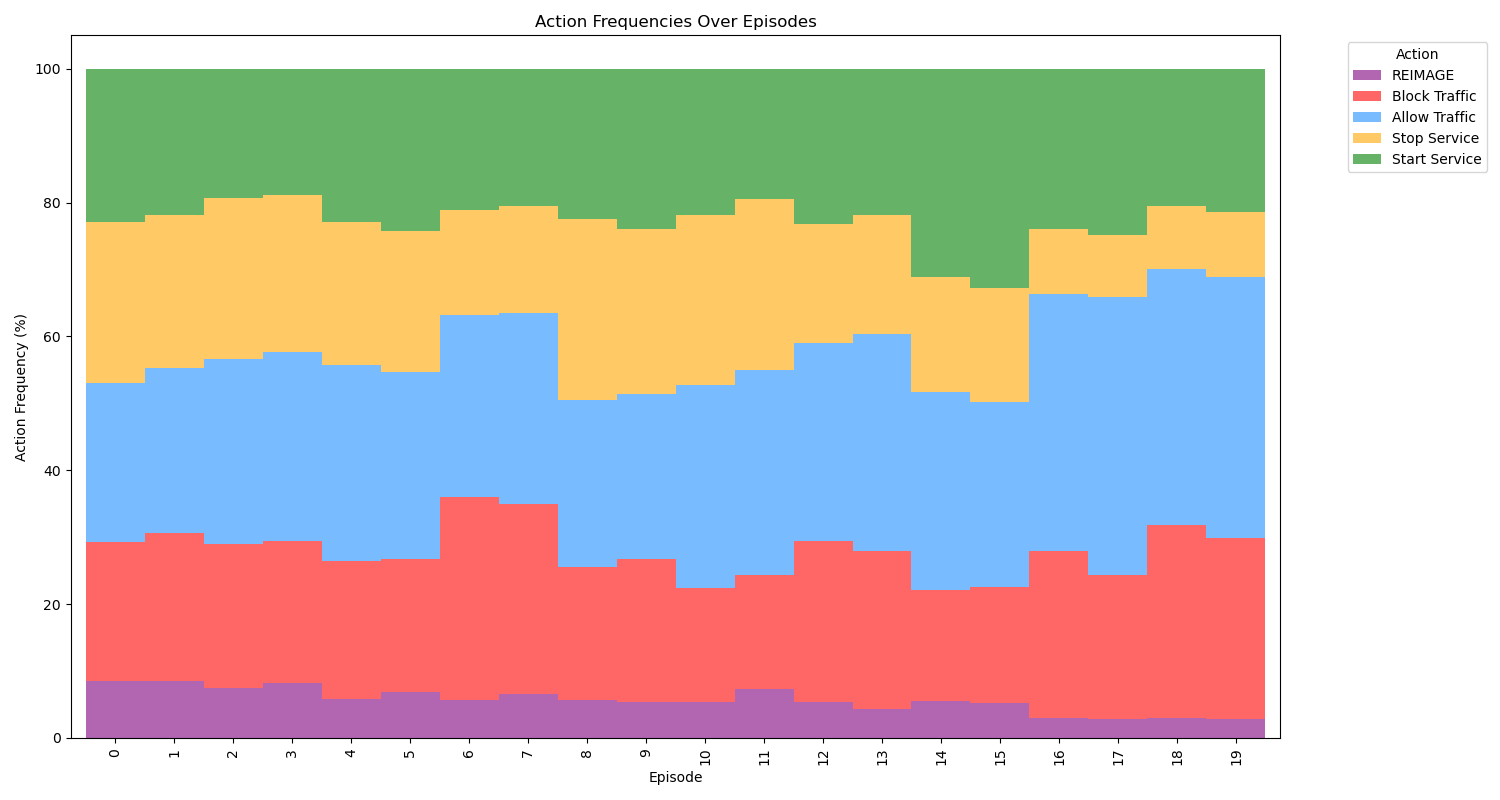 Action Frequencies Over Episodes
Action Frequency (%)
100
80
60
40
20
0
0 1 2 3 4 5 6 7 8 9 10 11 12 13 14 15 16 17 18 19
Episode
Action
REIMAGE
Block Traffic
Allow Traffic
Stop Service
Start Service